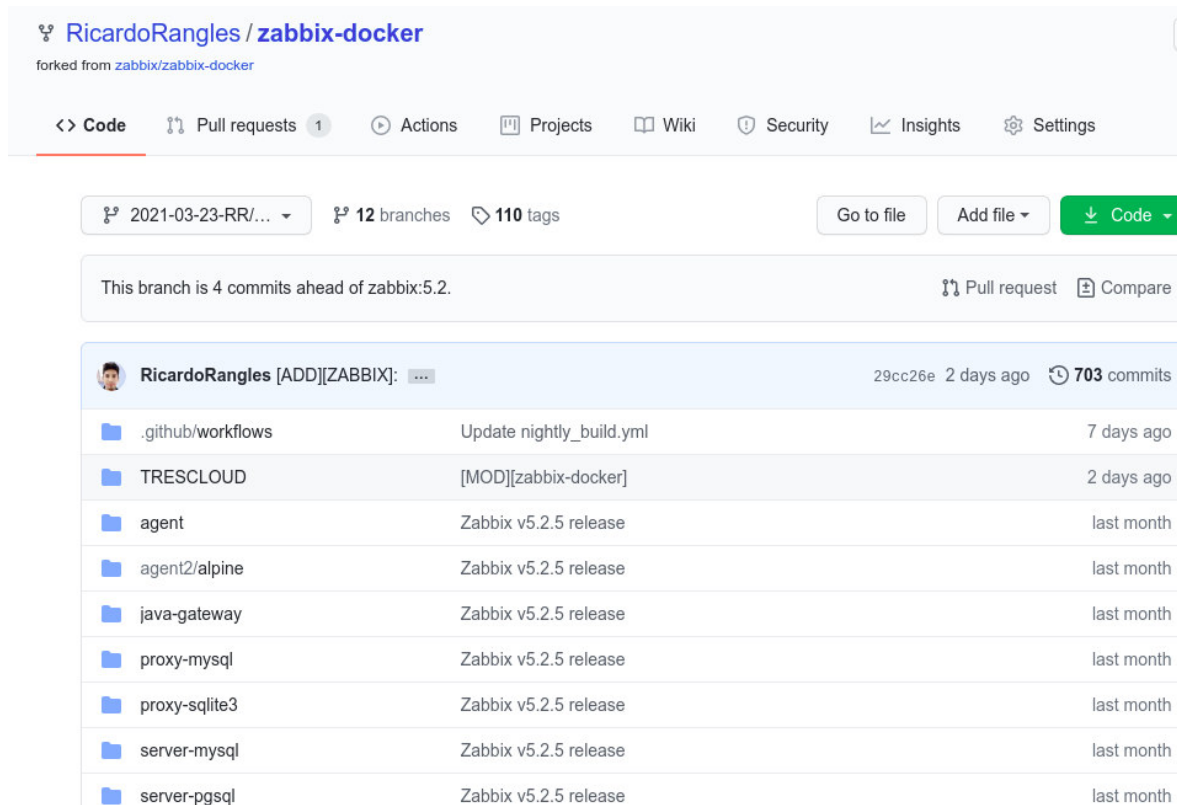 RicardoRangles / zabbix-docker
forked from zabbix/zabbix-docker
<> Code Pull requests 1 Actions Projects Wiki Security Insights Settings
2021-03-23-RR/... 12 branches 110 tags Go to file Add file Code
This branch is 4 commits ahead of zabbix:5.2. Pull request Compare
RicardoRangles [ADD][ZABBIX]: ... 29cc26e 2 days ago 703 commits
.github/workflows Update nightly_build.yml 7 days ago
TRESCLOUD [MOD][zabbix-docker] 2 days ago
agent Zabbix v5.2.5 release last month
agent2/alpine Zabbix v5.2.5 release last month
java-gateway Zabbix v5.2.5 release last month
proxy-mysql Zabbix v5.2.5 release last month
proxy-sqlite3 Zabbix v5.2.5 release last month
server-mysql Zabbix v5.2.5 release last month
server-pgsql Zabbix v5.2.5 release last month